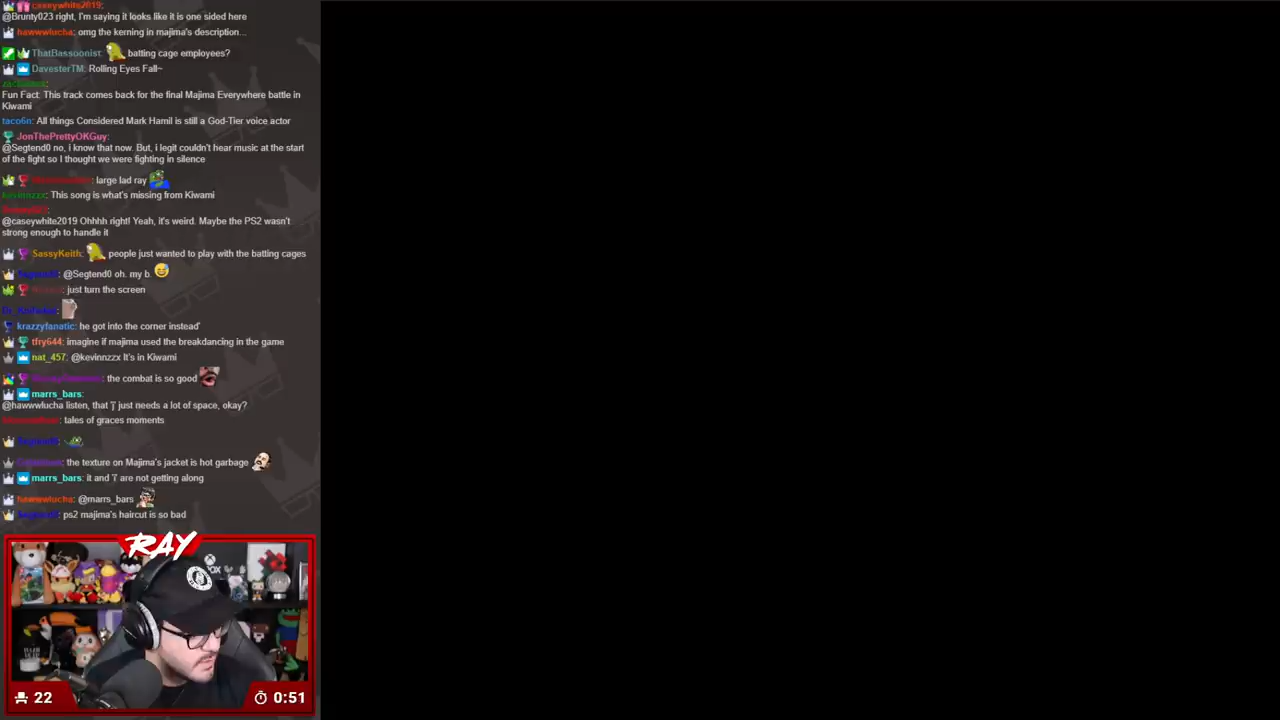 caseywhite2019:
@Brunty023 right, I'm saying it looks like it is one sided here
hawwwlucha: omg the kerning in majima's description...
ThatBassoonist: batting cage employees?
DavesterTM: Rolling Eyes Fall~
Fun Fact: This track comes back for the final Majima Everywhere battle in
Kiwami
taco6n: All things Considered Mark Hamil is still a God-Tier voice actor
JonThePrettyOKGuy:
@Segtend0 no, i know that now. But, i legit couldn't hear music at the start
of the fight so I thought we were fighting in silence
large lad ray
kevinnzzx: This song is what's missing from Kiwami
@caseywhite2019 Ohhhh right! Yeah, it's weird. Maybe the PS2 wasn't
strong enough to handle it
SassyKeith: people just wanted to play with the batting cages
@Segtend0 oh. my b.
just turn the screen
krazzyfanatic: he got into the corner instead'
tfry644: imagine if majima used the breakdancing in the game
nat_457: @kevinnzzx It's in Kiwami
the combat is so good
marrs_bars:
@hawwwlucha listen, that 'j' just needs a lot of space, okay?
tales of graces moments
the texture on Majima's jacket is hot garbage
marrs_bars: it and 'i' are not getting along
hawwwlucha: @marrs_bars
ps2 majima's haircut is so bad
RAY
22
0:51